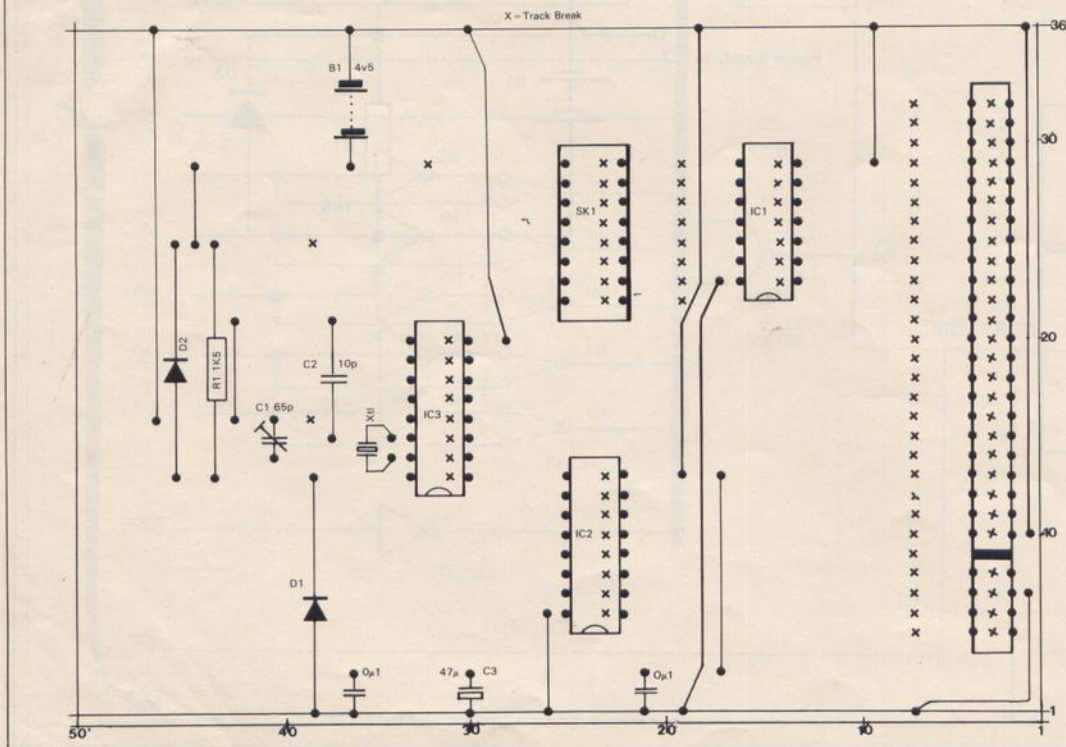 X = Track Break
36
B1 4v5
30
SK1
IC1
1
D2
R1 1K5
C2 10p
20
C1 65p
Xtl
IC3
IC2
10
D1
0µ1
47µ C3
0µ1
1
50 40 30 20 10 1